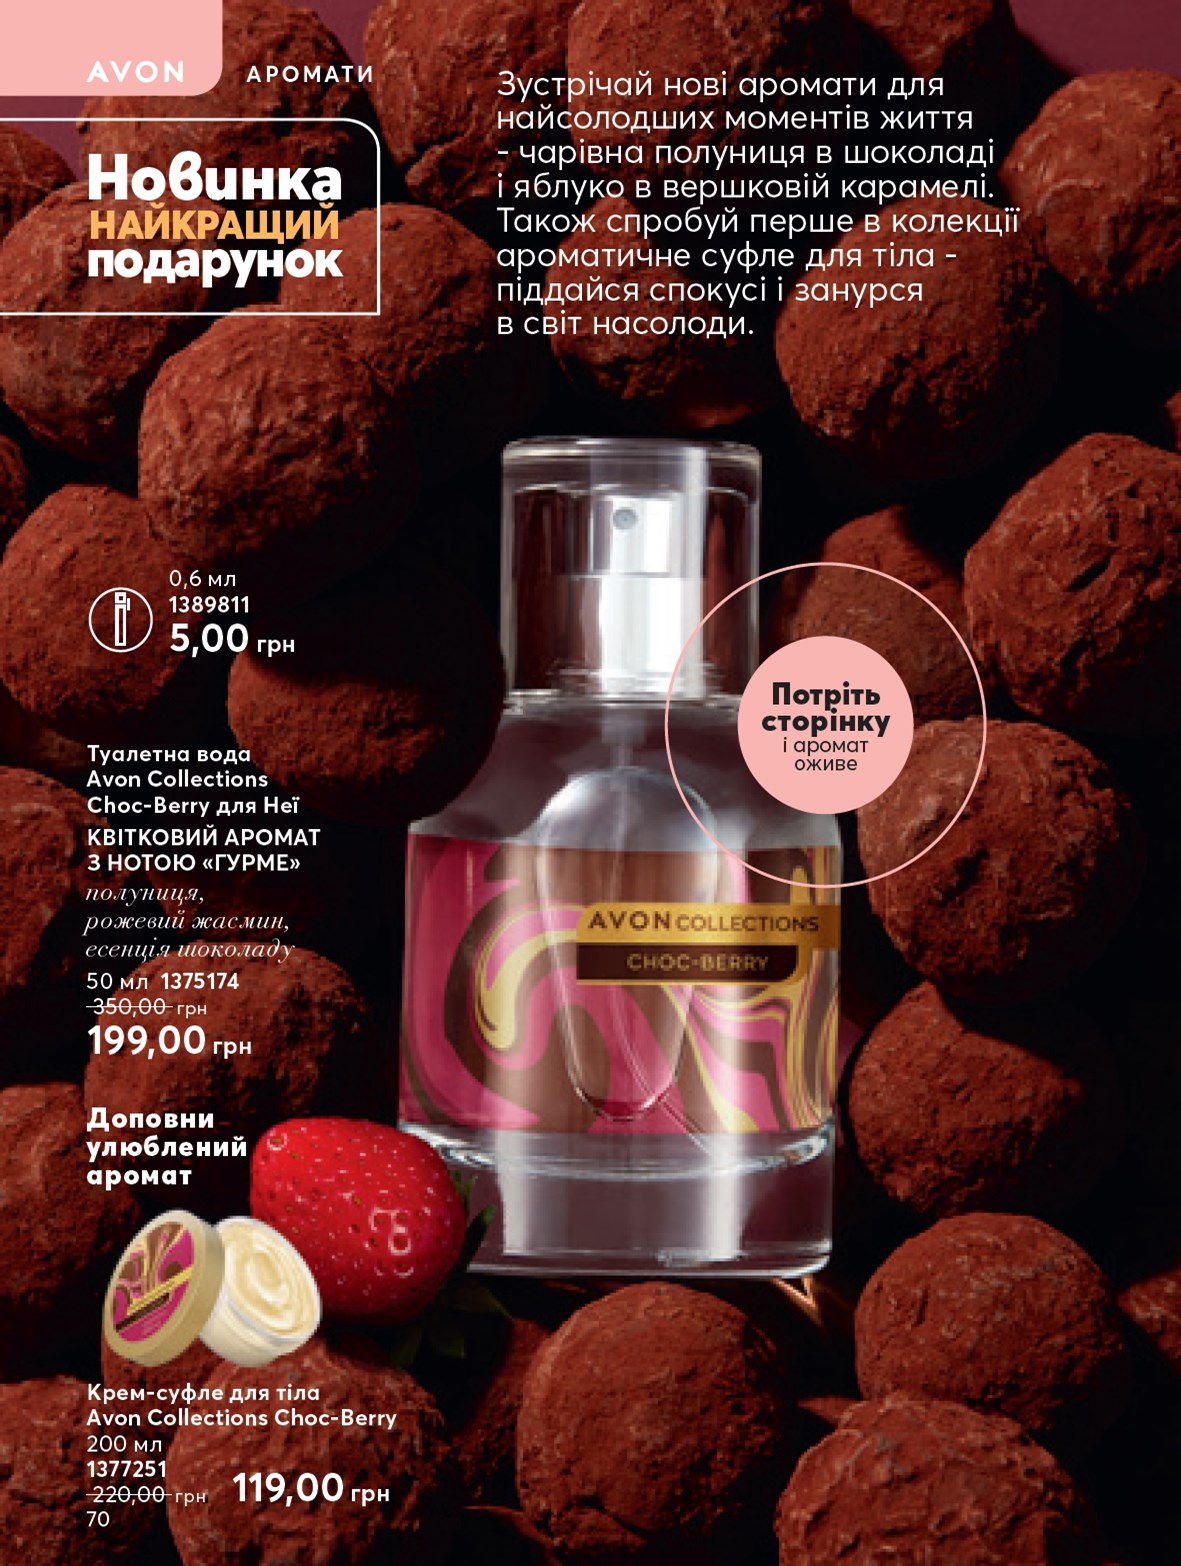 AVON
АРОМАТИ
Новинка
НАЙКРАЩИЙ
подарунок
Зустрічай нові аромати для
найсолодших моментів життя
- чарівна полуниця в шоколаді
і яблуко в вершковій карамелі.
Також спробуй перше в колекції
ароматичне суфле для тіла -
піддайся спокусі і занурся
в світ насолоди.
0,6 мл
1389811
5,00 грн
Потріть
сторінку
і аромат
оживе
Туалетна вода
Avon Collections
Choc-Berry для Неї
КВІТКОВИЙ АРОМАТ
З НОТОЮ «ГУРМЕ»
полуниця,
рожевий жасмин,
есенція шоколаду
50 мл 1375174
350,00 грн
199,00 грн
AVON COLLECTIONS
CHOC-BERRY
Доповни
улюблений
аромат
Крем-суфле для тіла
Avon Collections Choc-Berry
200 мл
1377251
220,00 грн 119,00 грн
70